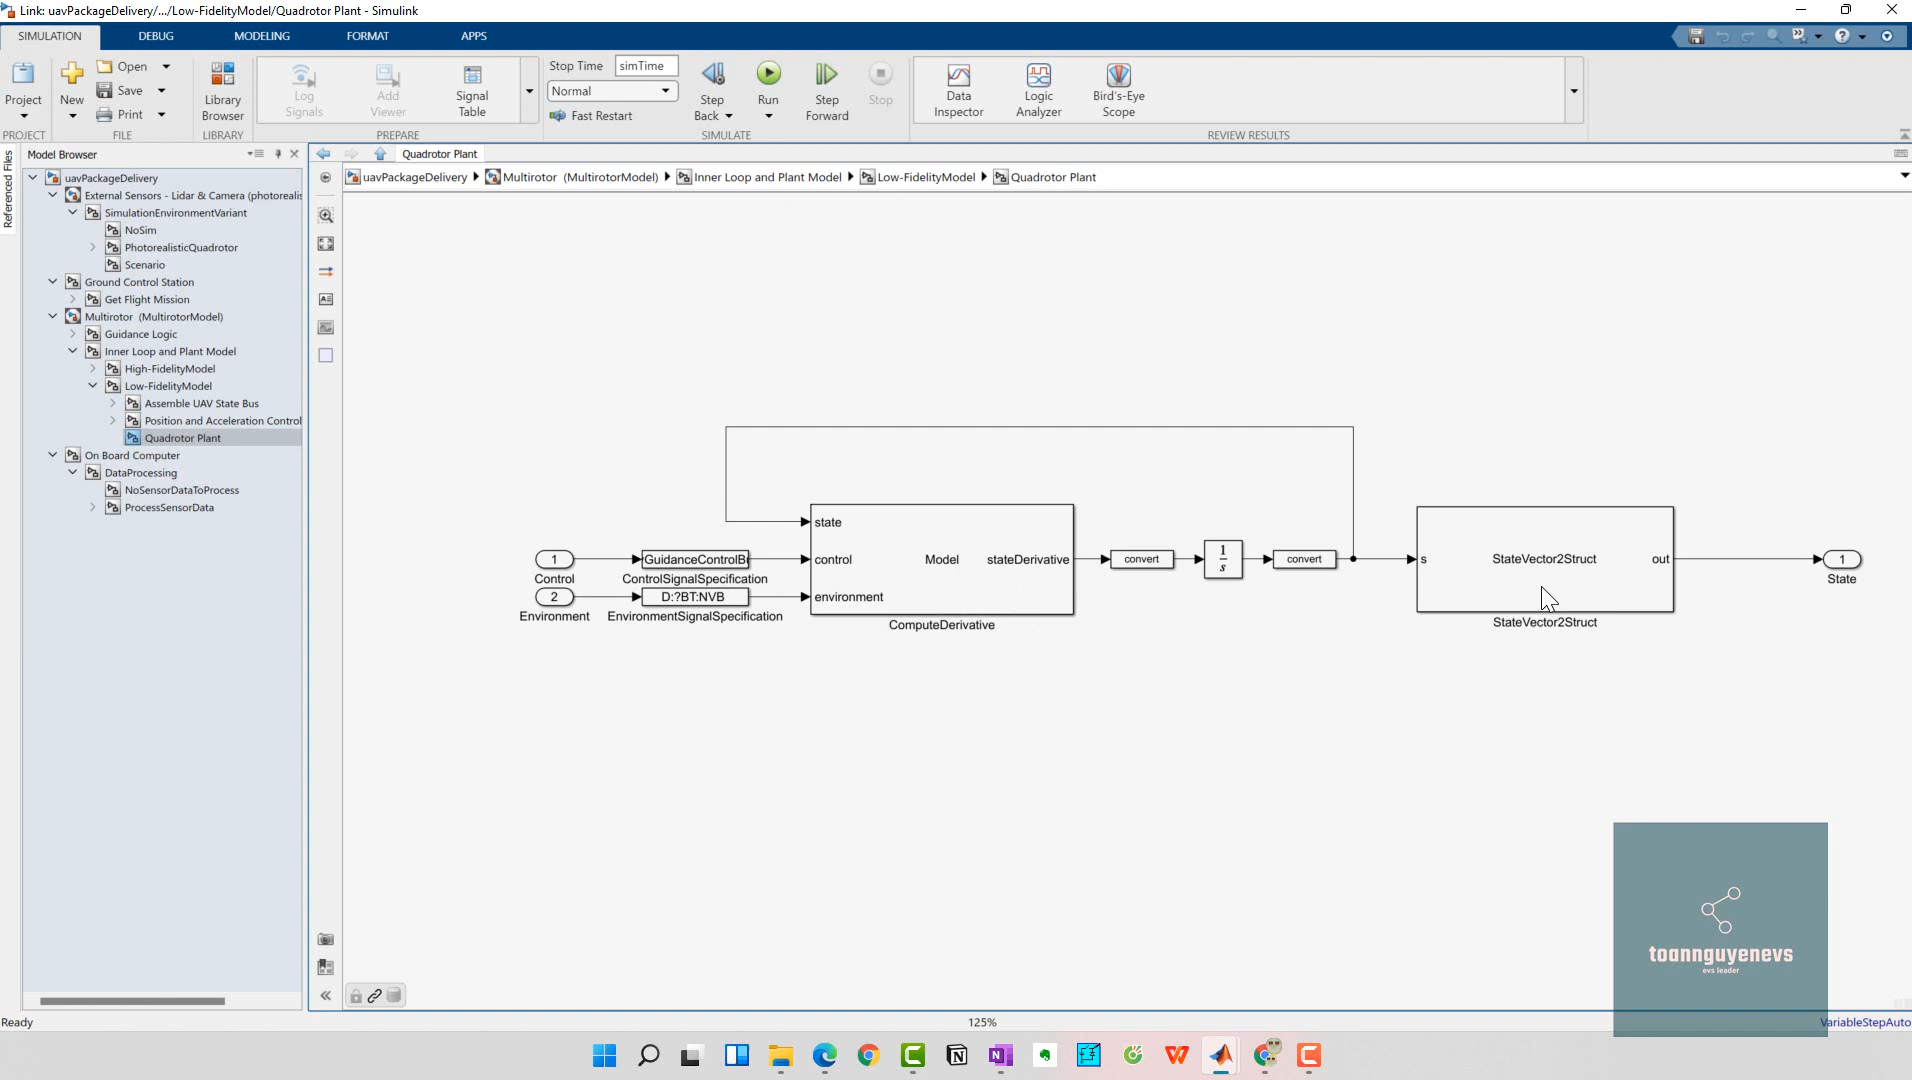 Link: uavPackageDelivery/.../Low-FidelityModel/Quadrotor Plant - Simulink
SIMULATION DEBUG MODELING FORMAT APPS
Project
New
Open
Save
Print
Library Browser
Log Signals
Add Viewer
Signal Table
Stop Time simTime
Normal
Fast Restart
Step Back
Run
Step Forward
Stop
Data Inspector
Logic Analyzer
Bird's-Eye Scope
PROJECT FILE LIBRARY PREPARE SIMULATE REVIEW RESULTS
Referenced Files
Model Browser
uavPackageDelivery
External Sensors - Lidar & Camera (photorealis
SimulationEnvironmentVariant
NoSim
PhotorealisticQuadrotor
Scenario
Ground Control Station
Get Flight Mission
Multirotor (MultirotorModel)
Guidance Logic
Inner Loop and Plant Model
High-FidelityModel
Low-FidelityModel
Assemble UAV State Bus
Position and Acceleration Control
Quadrotor Plant
On Board Computer
DataProcessing
NoSensorDataToProcess
ProcessSensorData
Quadrotor Plant
uavPackageDelivery Multirotor (MultirotorModel) Inner Loop and Plant Model Low-FidelityModel Quadrotor Plant
1
Control
2
Environment
GuidanceControlB
ControlSignalSpecification
D:?BT:NVB
EnvironmentSignalSpecification
state
control
environment
Model
stateDerivative
ComputeDerivative
convert
1
s
convert
s
StateVector2Struct
out
StateVector2Struct
1
State
toannguyenevs
evs leader
Ready
125%
VariableStepAuto